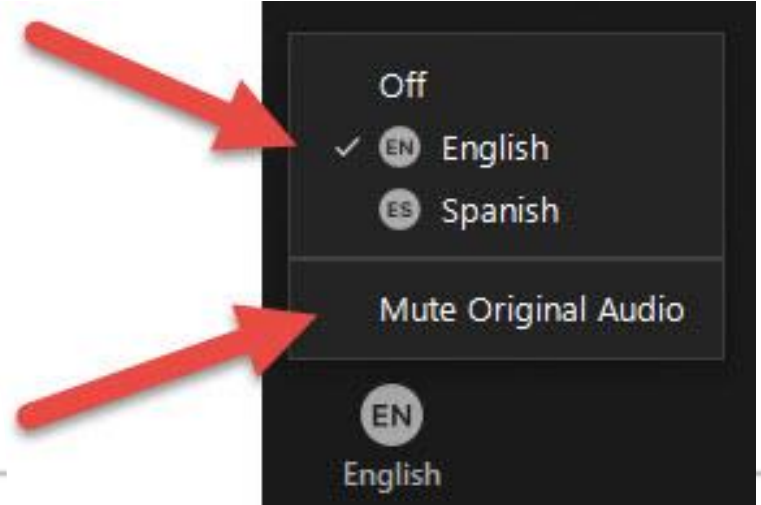 Off
EN English
ES Spanish
Mute Original Audio
EN
English